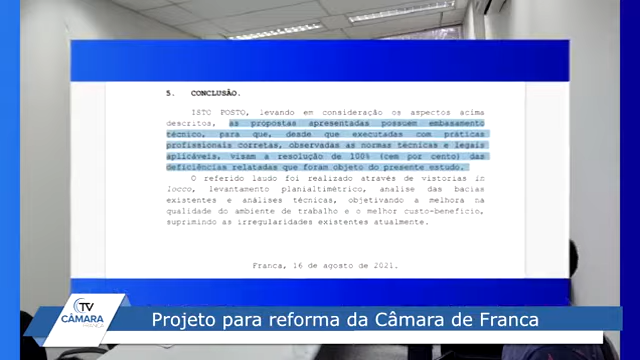 5. CONCLUSÃO.
ISTO POSTO, levando em consideração os aspectos acima
descritos, as propostas apresentadas possuem embasamento
técnico, para que, desde que executadas com práticas
profissionais corretas, observadas as normas técnicas e legais
aplicáveis, visam a resolução de 100% (cem por cento) das
deficiências relatadas que foram objeto do presente estudo.
O referido laudo foi realizado através de vistorias in
locco, levantamento planialtimétrico, analise das bacias
existentes e análises técnicas, objetivando a melhora na
qualidade do ambiente de trabalho e o melhor custo-beneficio,
suprimindo as irregularidades existentes atualmente.
Franca, 16 de agosto de 2021.
TV
CÂMARA
FRANCA
Projeto para reforma da Câmara de Franca